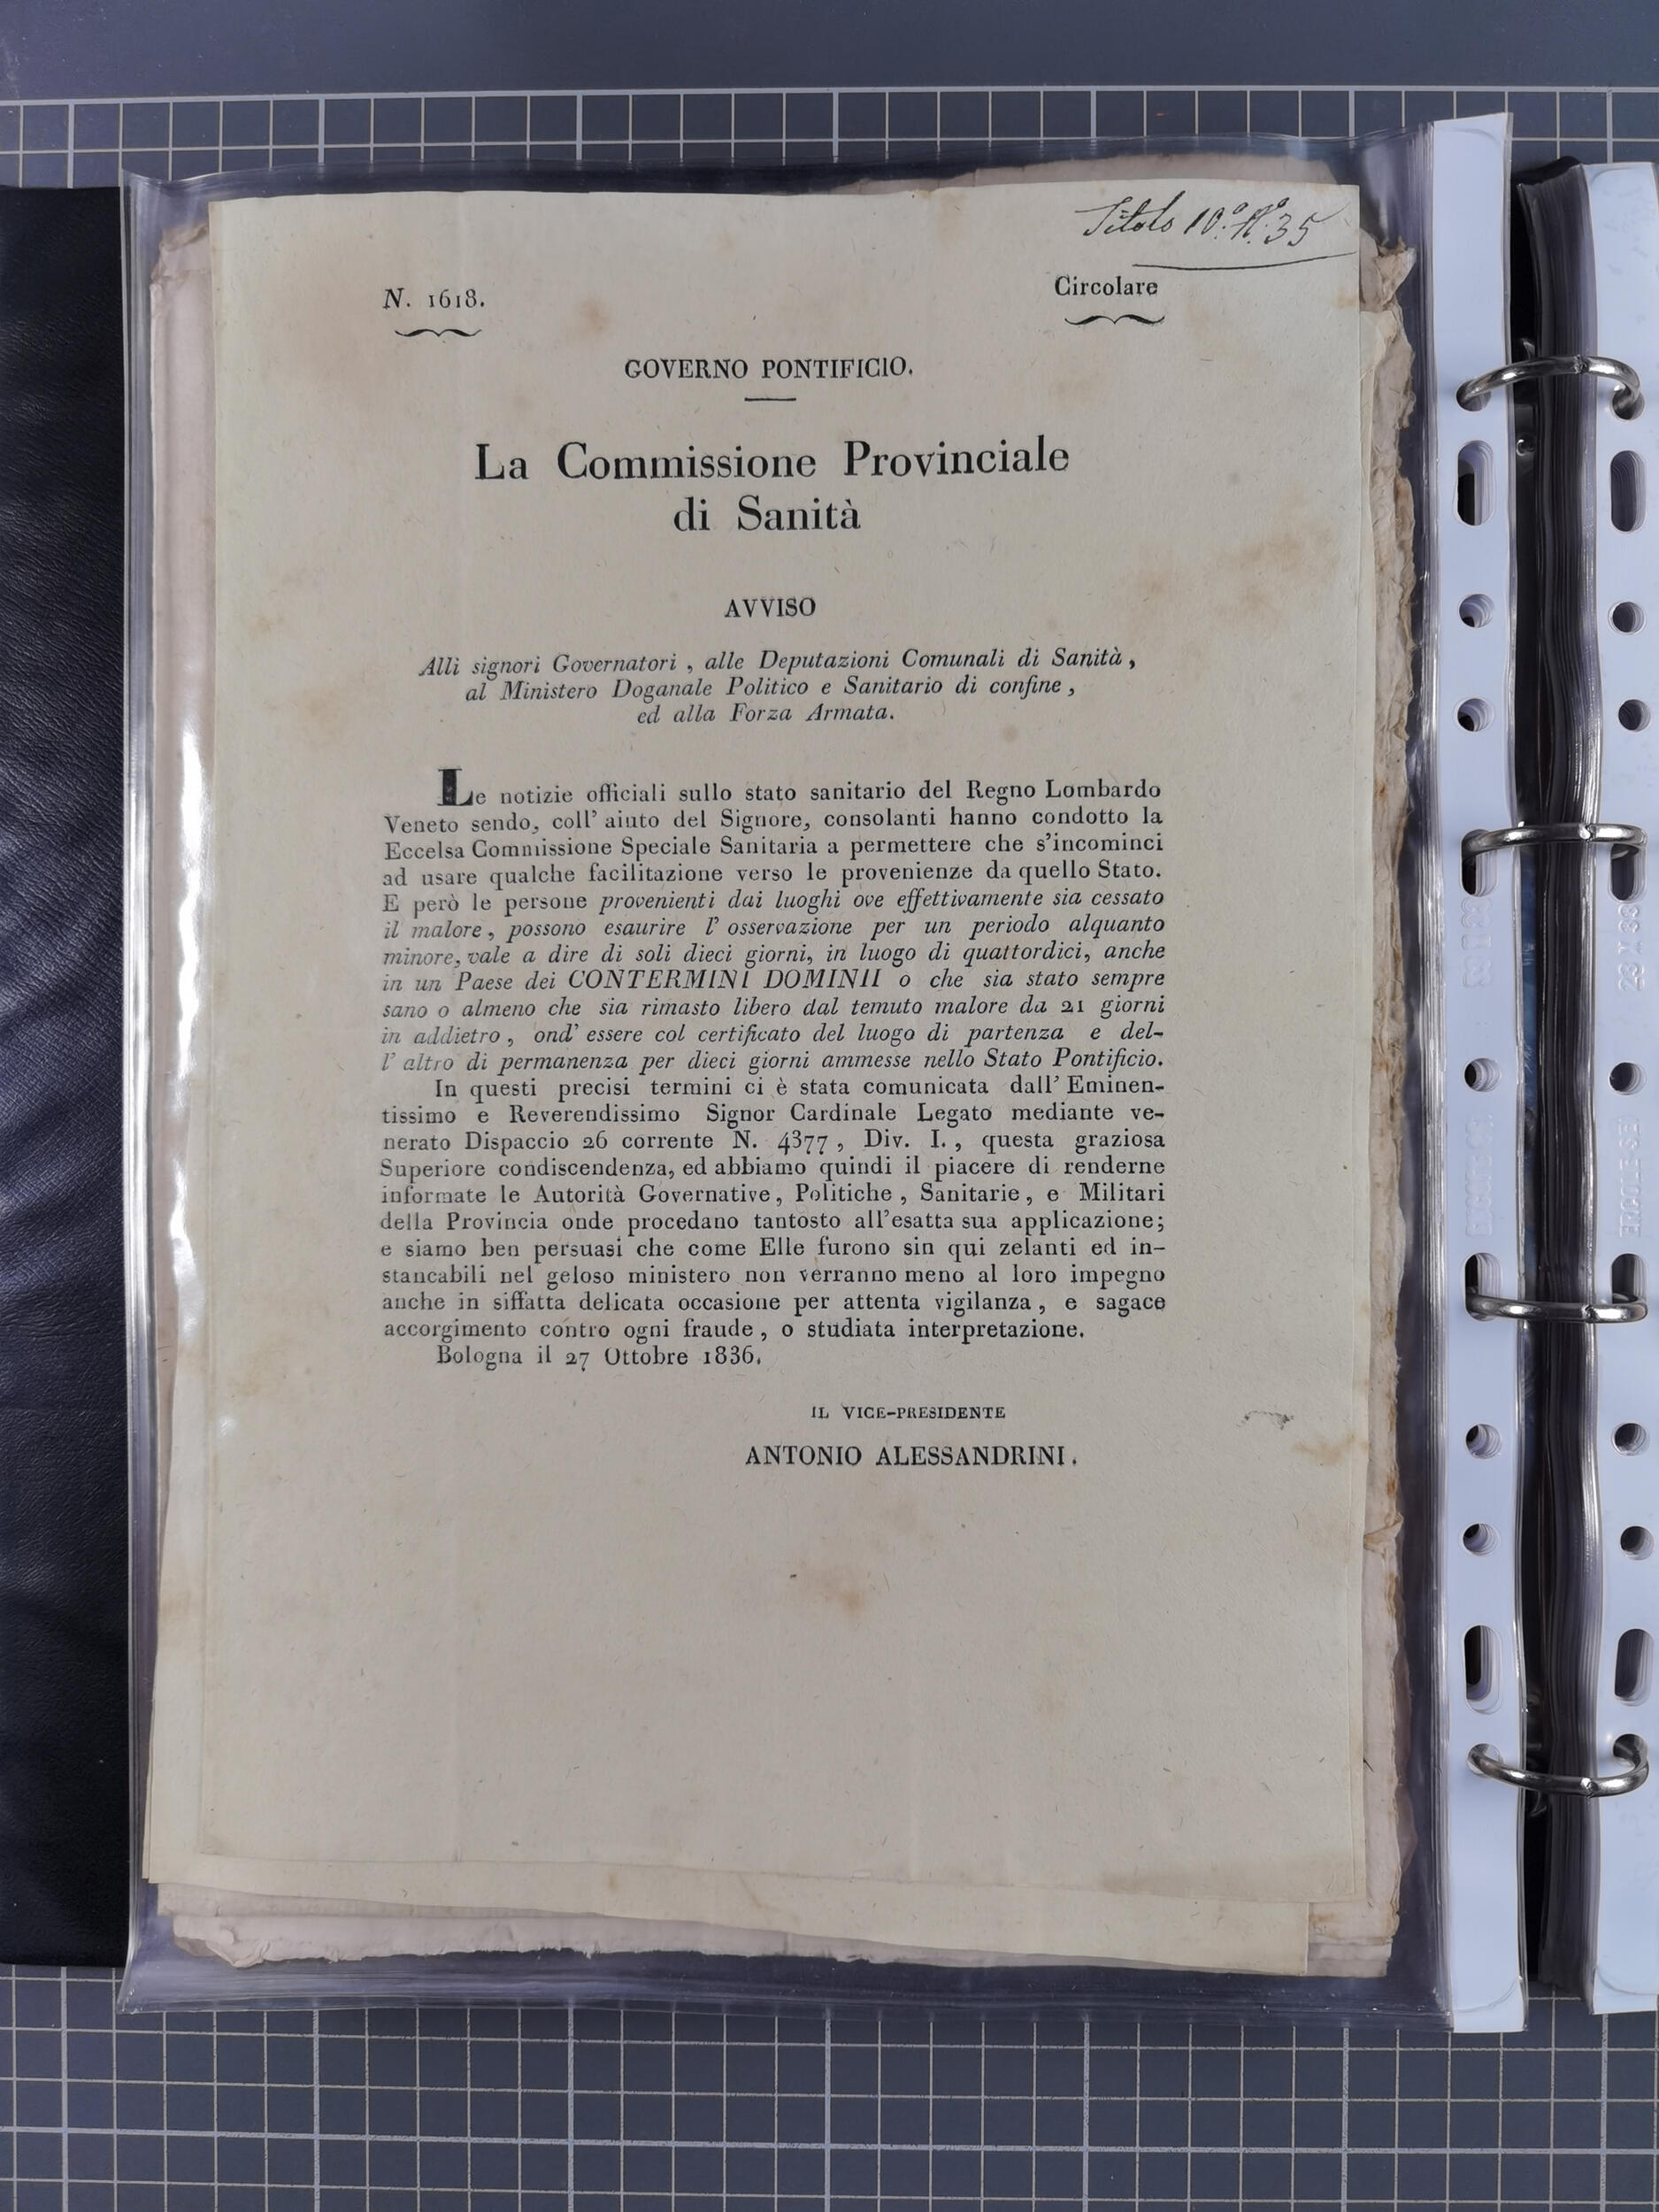 Titolo 10.º N.º 35
N. 1618.
Circolare
GOVERNO PONTIFICIO.
La Commissione Provinciale
di Sanità
AVVISO
Alli signori Governatori , alle Deputazioni Comunali di Sanità ,
al Ministero Doganale Politico e Sanitario di confine ,
ed alla Forza Armata.
Le notizie officiali sullo stato sanitario del Regno Lombardo
Veneto sendo, coll' aiuto del Signore, consolanti hanno condotto la
Eccelsa Commissione Speciale Sanitaria a permettere che s'incominci
ad usare qualche facilitazione verso le provenienze da quello Stato.
E però le persone provenienti dai luoghi ove effettivamente sia cessato
il malore , possono esaurire l' osservazione per un periodo alquanto
minore, vale a dire di soli dieci giorni, in luogo di quattordici, anche
in un Paese dei CONTERMINI DOMINII o che sia stato sempre
sano o almeno che sia rimasto libero dal temuto malore da 21 giorni
in addietro , ond' essere col certificato del luogo di partenza e del-
l' altro di permanenza per dieci giorni ammesse nello Stato Pontificio.
In questi precisi termini ci è stata comunicata dall' Eminen-
tissimo e Reverendissimo Signor Cardinale Legato mediante ve-
nerato Dispaccio 26 corrente N. 4377 , Div. I. , questa graziosa
Superiore condiscendenza, ed abbiamo quindi il piacere di renderne
informate le Autorità Governative , Politiche , Sanitarie , e Militari
della Provincia onde procedano tantosto all'esatta sua applicazione;
e siamo ben persuasi che come Elle furono sin qui zelanti ed in-
stancabili nel geloso ministero non verranno meno al loro impegno
anche in siffatta delicata occasione per attenta vigilanza , e sagace
accorgimento contro ogni fraude , o studiata interpretazione.
Bologna il 27 Ottobre 1836.
IL VICE-PRESIDENTE
ANTONIO ALESSANDRINI .